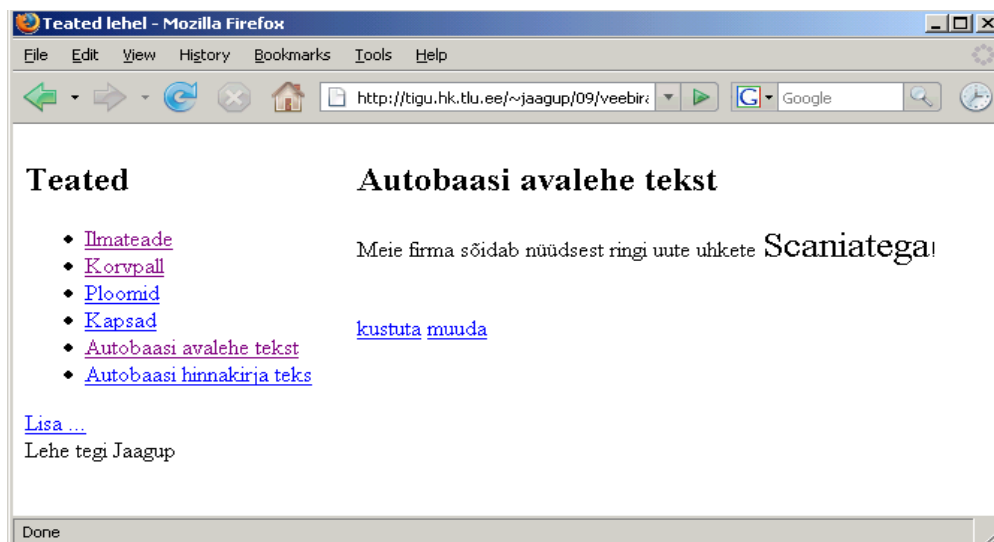 Teated lehel - Mozilla Firefox
File Edit View History Bookmarks Tools Help
http://tigu.hk.tlu.ee/~jaagup/09/veebira
G Google
Teated
Ilmateade
Korvpall
Ploomid
Kapsad
Autobaasi avalehe tekst
Autobaasi hinnakirja teks
Lisa ...
Lehe tegi Jaagup
Autobaasi avalehe tekst
Meie firma sõidab nüüdsest ringi uute uhkete Scaniatega!
kustuta muuda
Done